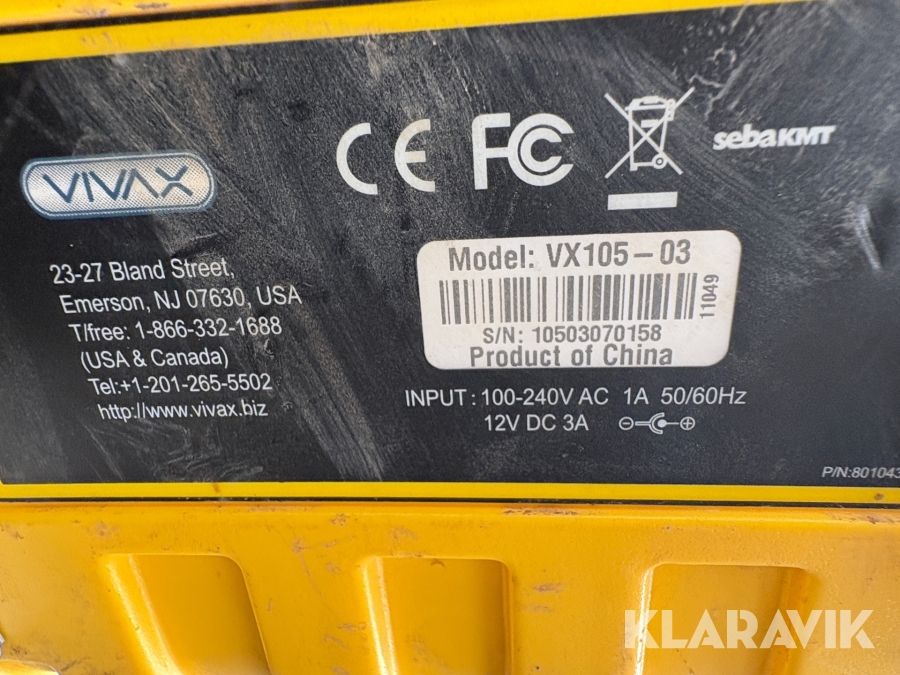 VIVAX
CE FC sebaKMT
23-27 Bland Street,
Emerson, NJ 07630, USA
T/free: 1-866-332-1688
(USA & Canada)
Tel:+1-201-265-5502
http://www.vivax.biz
Model: VX105-03
11049
S/N: 10503070158
Product of China
INPUT : 100-240V AC 1A 50/60Hz
12V DC 3A
P/N:801043
KLARAVIK